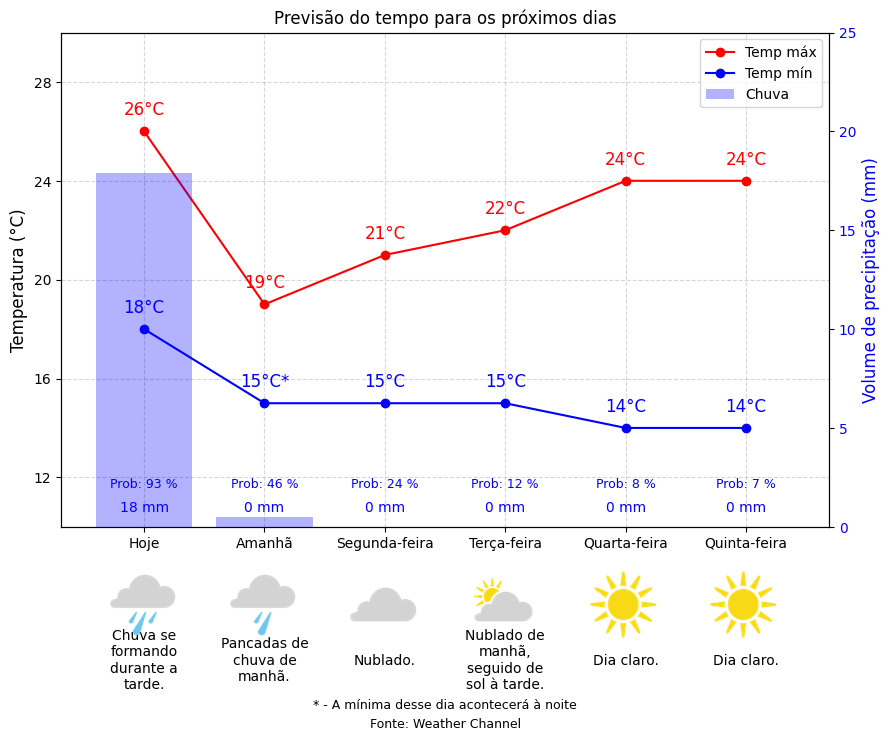 Previsão do tempo para os próximos dias
Temp máx
Temp mín
Chuva
Temperatura (°C)
28
24
20
16
12
Volume de precipitação (mm)
25
20
15
10
5
0
26°C
19°C
21°C
22°C
24°C
24°C
18°C
15°C*
15°C
15°C
14°C
14°C
Prob: 93 %
Prob: 46 %
Prob: 24 %
Prob: 12 %
Prob: 8 %
Prob: 7 %
18 mm
0 mm
0 mm
0 mm
0 mm
0 mm
Hoje
Amanhã
Segunda-feira
Terça-feira
Quarta-feira
Quinta-feira
Chuva se
formando
durante a
tarde.
Pancadas de
chuva de
manhã.
Nublado.
Nublado de
manhã,
seguido de
sol à tarde.
Dia claro.
Dia claro.
* - A mínima desse dia acontecerá à noite
Fonte: Weather Channel